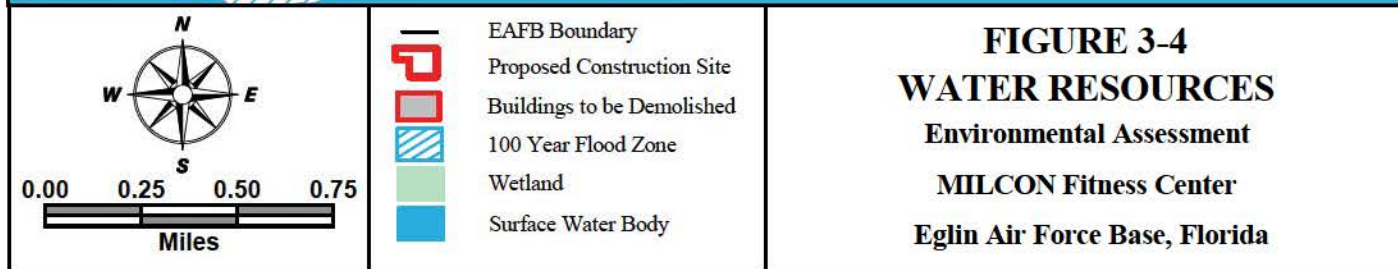 N
W E
S
0.00 0.25 0.50 0.75
Miles
EAFB Boundary
Proposed Construction Site
Buildings to be Demolished
100 Year Flood Zone
Wetland
Surface Water Body
FIGURE 3-4
WATER RESOURCES
Environmental Assessment
MILCON Fitness Center
Eglin Air Force Base, Florida